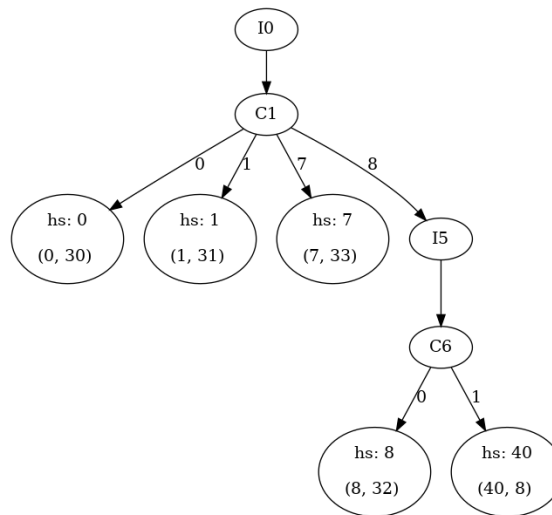 I0
C1
0
1
7
8
hs: 0
(0, 30)
hs: 1
(1, 31)
hs: 7
(7, 33)
I5
C6
0
1
hs: 8
(8, 32)
hs: 40
(40, 8)